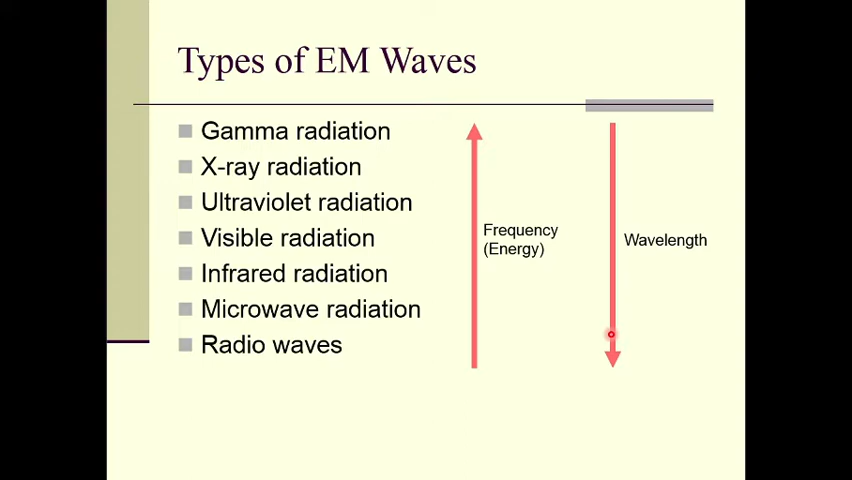 Types of EM Waves
Gamma radiation
X-ray radiation
Ultraviolet radiation
Visible radiation
Infrared radiation
Microwave radiation
Radio waves
Frequency
(Energy)
Wavelength